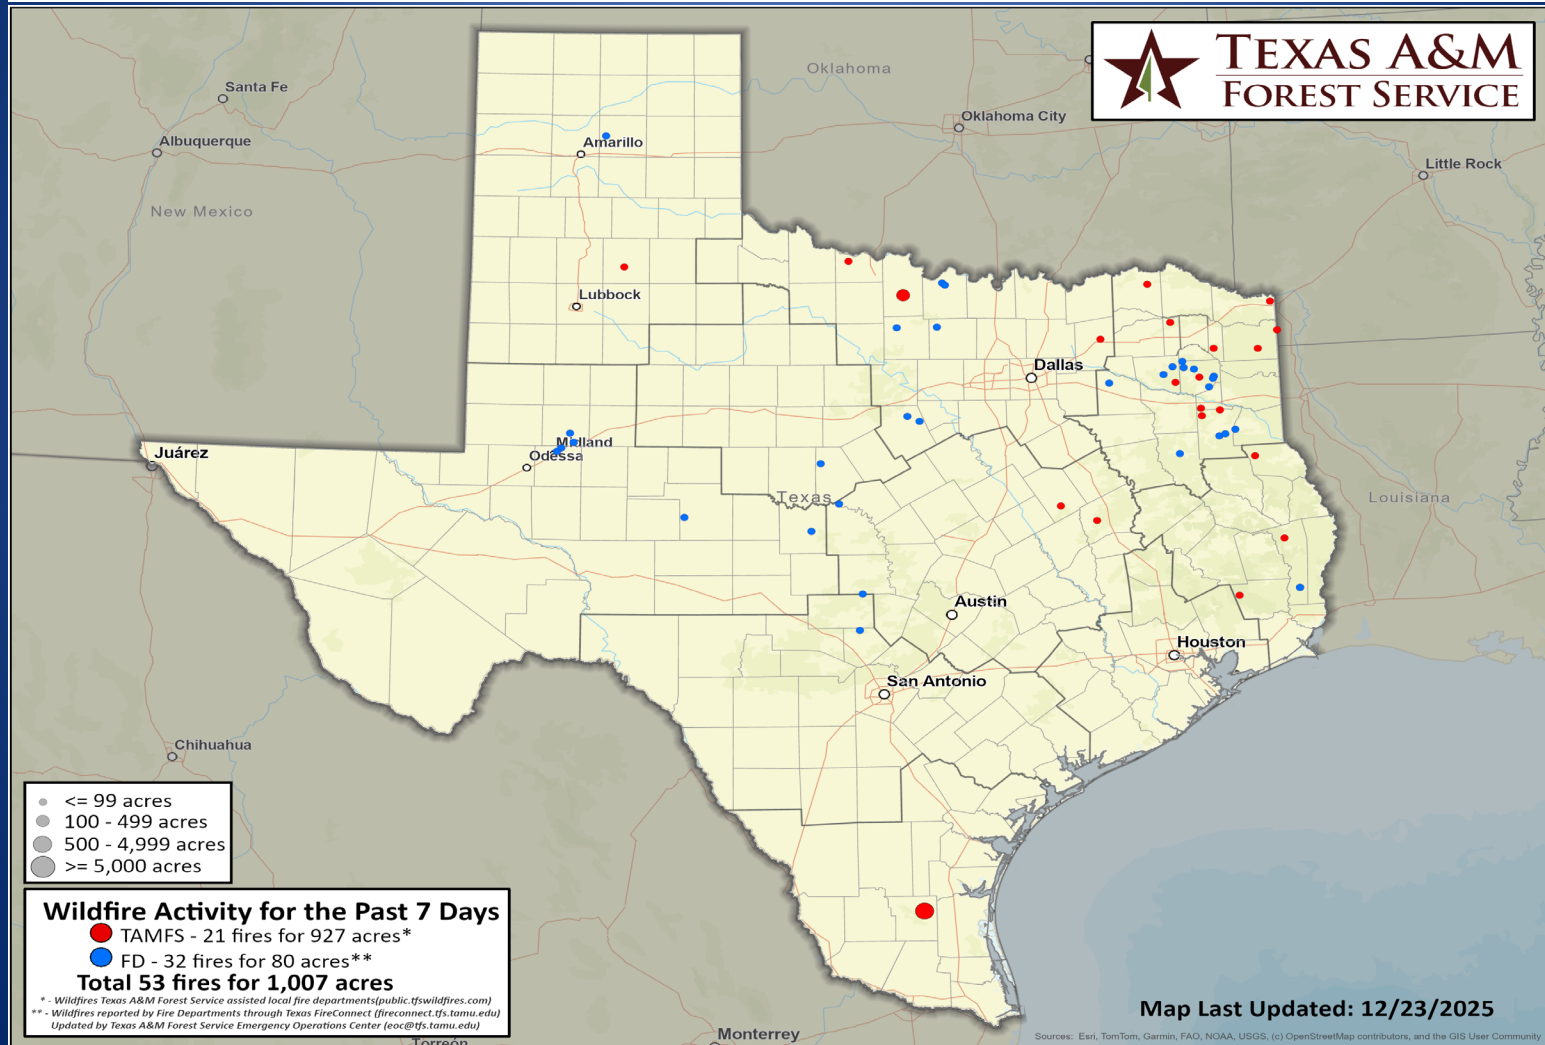 TEXAS A&M
FOREST SERVICE
Oklahoma
Santa Fe
Oklahoma City
Albuquerque
Amarillo
Little Rock
New Mexico
Lubbock
Dallas
Midland
Odessa
Juárez
Texas
Louisiana
Austin
Houston
San Antonio
Chihuahua
<= 99 acres
100 - 499 acres
500 - 4,999 acres
>= 5,000 acres
Wildfire Activity for the Past 7 Days
TAMFS - 21 fires for 927 acres*
FD - 32 fires for 80 acres**
Total 53 fires for 1,007 acres
* - Wildfires Texas A&M Forest Service assisted local fire departments(public.tfswildfires.com)
** - Wildfires reported by Fire Departments through Texas FireConnect (fireconnect.tfs.tamu.edu)
Updated by Texas A&M Forest Service Emergency Operations Center (eoc@tfs.tamu.edu)
Map Last Updated: 12/23/2025
Monterrey
Torreón
Sources: Esri, TomTom, Garmin, FAO, NOAA, USGS, (c) OpenStreetMap contributors, and the GIS User Community